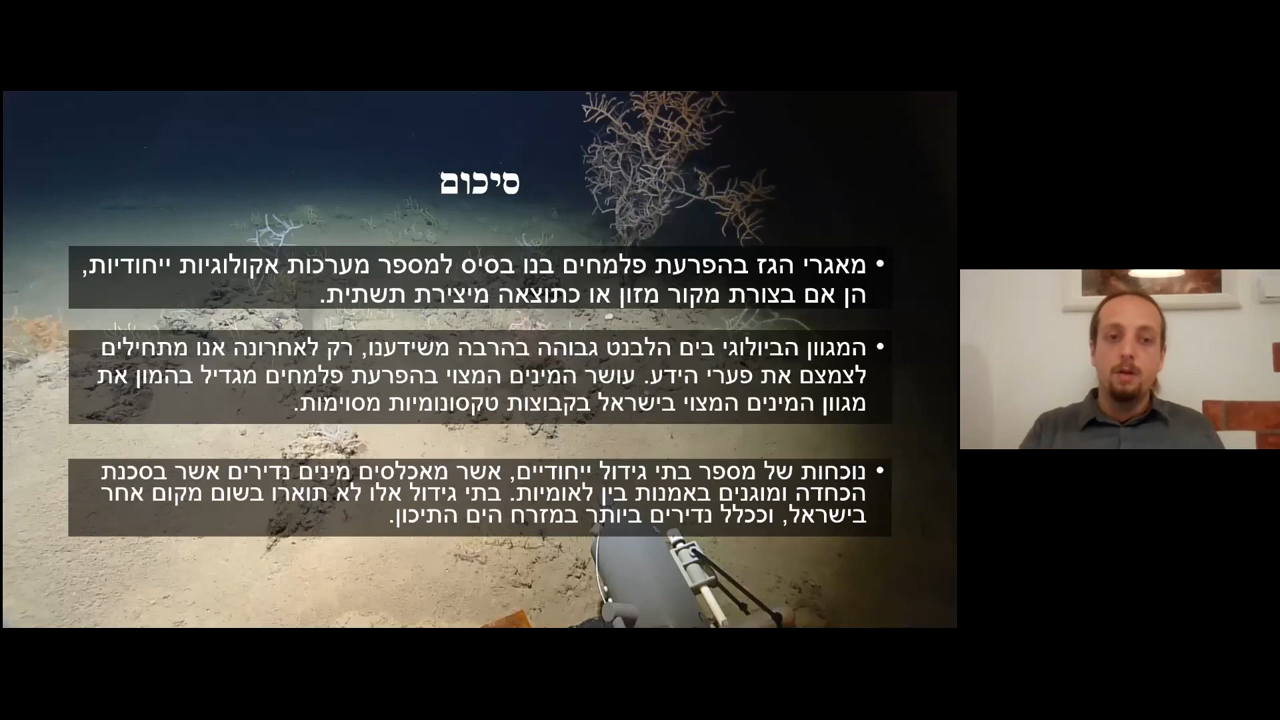 סיכום
• מאגרי הגז בהפרעת פלמחים בנו בסיס למספר מערכות אקולוגיות ייחודיות,
הן אם בצורת מקור מזון או כתוצאה מיצירת תשתית.
• המגוון הביולוגי בים הלבנט גבוהה בהרבה משידענו, רק לאחרונה אנו מתחילים
לצמצם את פערי הידע. עושר המינים המצוי בהפרעת פלמחים מגדיל בהמון את
מגוון המינים המצוי בישראל בקבוצות טקסונומיות מסוימות.
• נוכחות של מספר בתי גידול ייחודיים, אשר מאכלסים מינים נדירים אשר בסכנת
הכחדה ומוגנים באמנות בין לאומיות. בתי גידול אלו לא תוארו בשום מקום אחר
בישראל, וככלל נדירים ביותר במזרח הים התיכון.